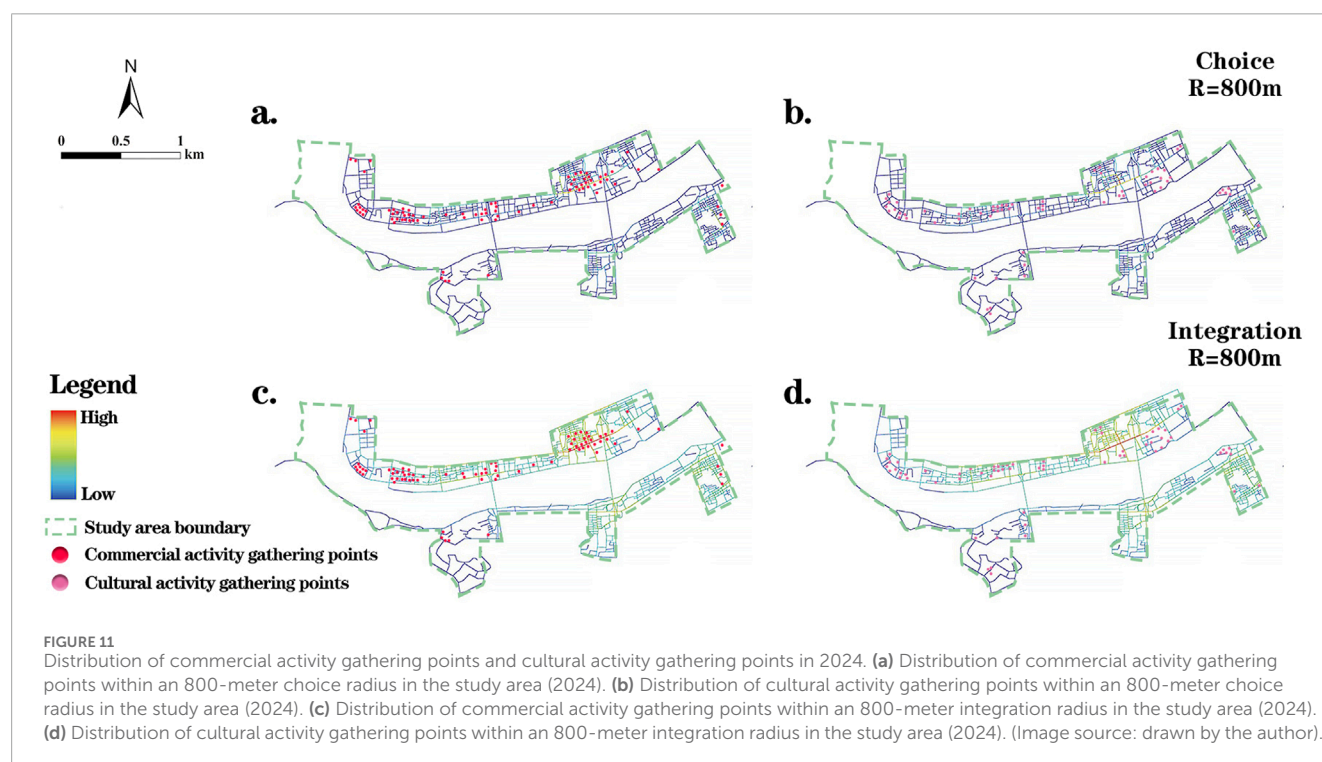 Choice
R=800m
N
a.
b.
0 0.5 1
km
Integration
R=800m
Legend
High
Low
c.
d.
Study area boundary
Commercial activity gathering points
Cultural activity gathering points
FIGURE 11
Distribution of commercial activity gathering points and cultural activity gathering points in 2024. (a) Distribution of commercial activity gathering
points within an 800-meter choice radius in the study area (2024). (b) Distribution of cultural activity gathering points within an 800-meter choice
radius in the study area (2024). (c) Distribution of commercial activity gathering points within an 800-meter integration radius in the study area (2024).
(d) Distribution of cultural activity gathering points within an 800-meter integration radius in the study area (2024). (Image source: drawn by the author).